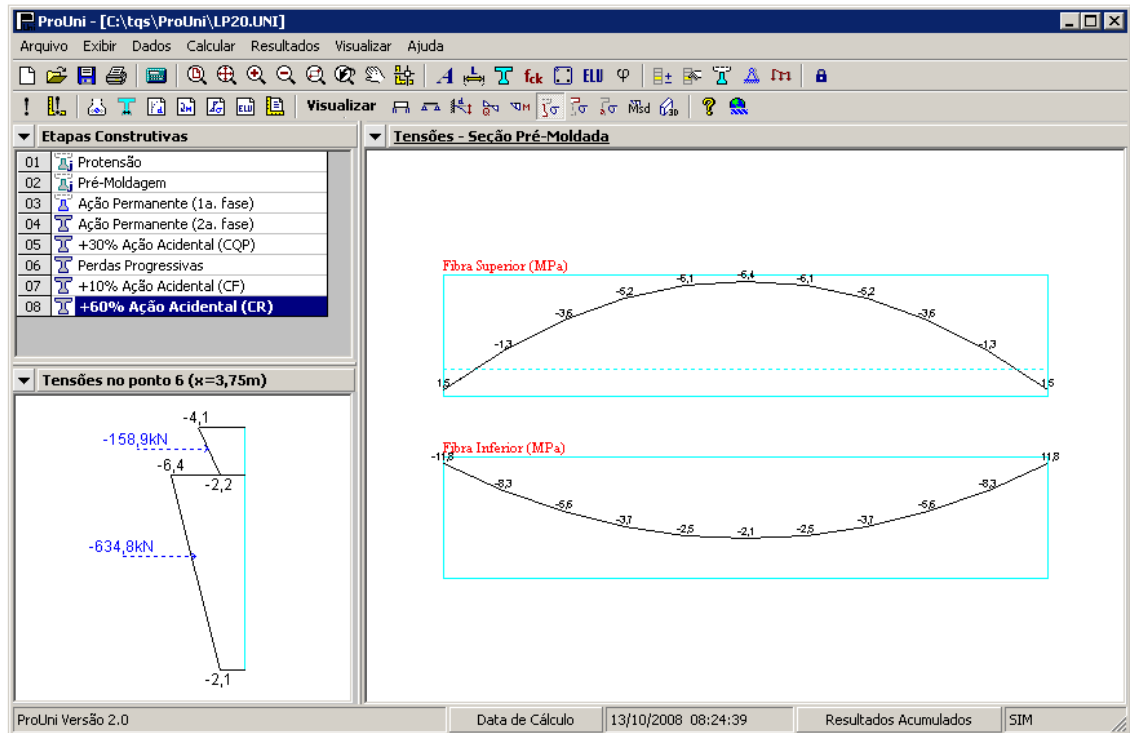 ProUni - [C:\tqs\ProUni\LP20.UNI]
Arquivo Exibir Dados Calcular Resultados Visualizar Ajuda
A fck ELU φ
! Visualizar M σ σ σ Msd 3D ?
Etapas Construtivas
01 Protensão
02 Pré-Moldagem
03 Ação Permanente (1a. fase)
04 Ação Permanente (2a. fase)
05 +30% Ação Acidental (CQP)
06 Perdas Progressivas
07 +10% Ação Acidental (CF)
08 +60% Ação Acidental (CR)
Tensões no ponto 6 (x=3,75m)
-4,1
-158,9kN
-6,4
-2,2
-634,8kN
-2,1
Tensões - Seção Pré-Moldada
Fibra Superior (MPa)
1,5 -1,3 -3,6 -5,2 -6,1 -6,4 -6,1 -5,2 -3,6 -1,3 1,5
Fibra Inferior (MPa)
-11,8 -8,3 -5,6 -3,7 -2,5 -2,1 -2,5 -3,7 -5,6 -8,3 11,8
ProUni Versão 2.0 Data de Cálculo 13/10/2008 08:24:39 Resultados Acumulados SIM